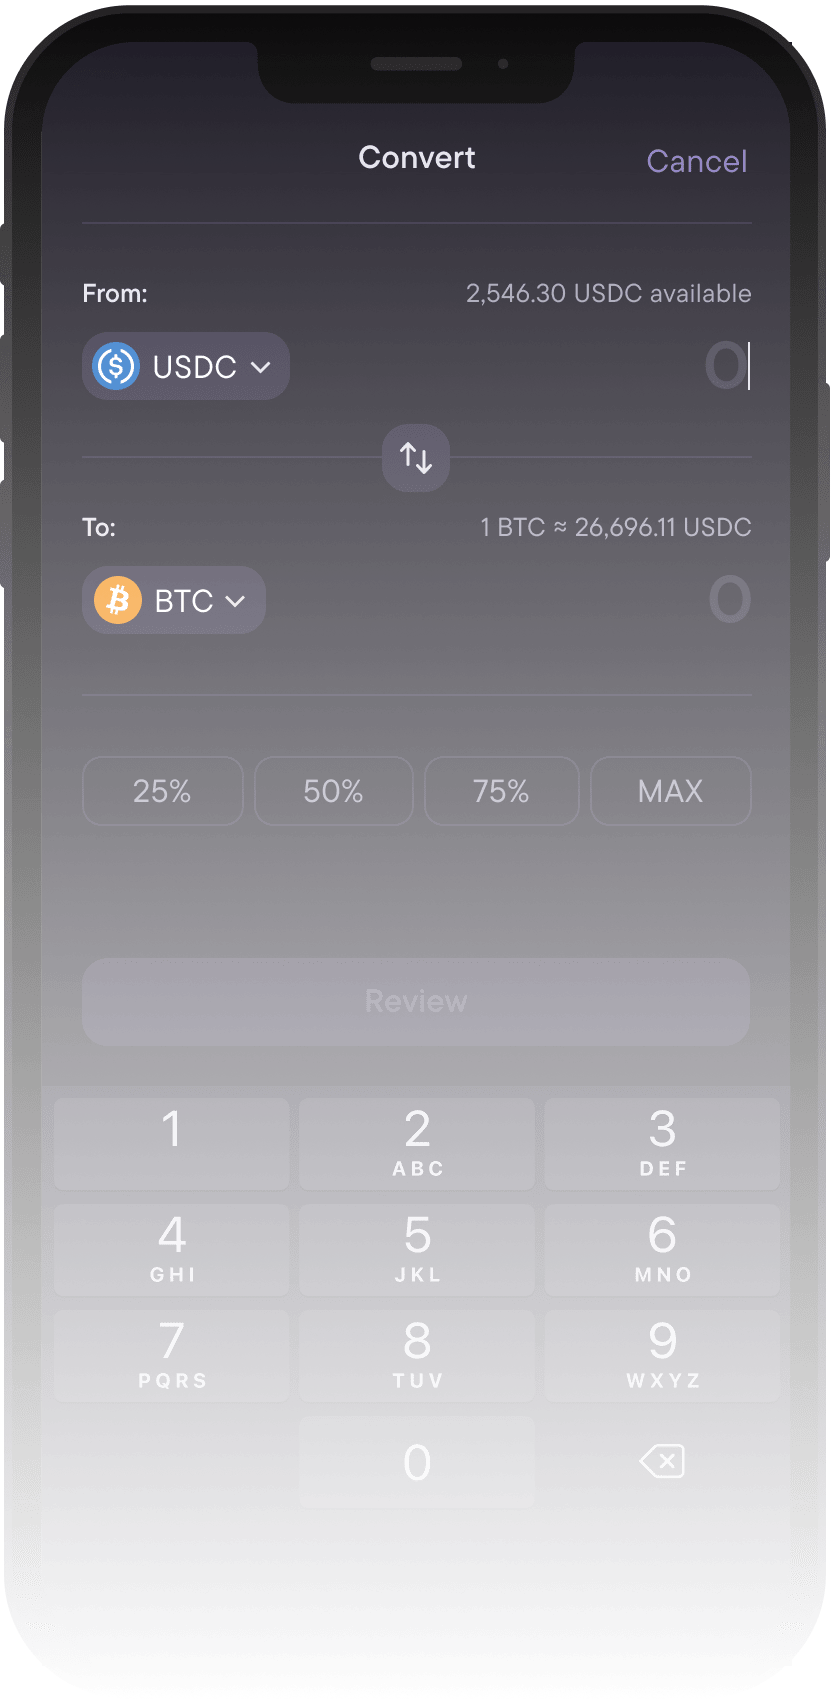 Convert
Cancel
From:
2,546.30 USDC available
USDC
0
To:
1 BTC ≈ 26,696.11 USDC
BTC
0
25%
50%
75%
MAX
Review
1
2
3
ABC
DEF
4
5
6
GHI
JKL
MNO
7
8
9
PQRS
TUV
WXYZ
0